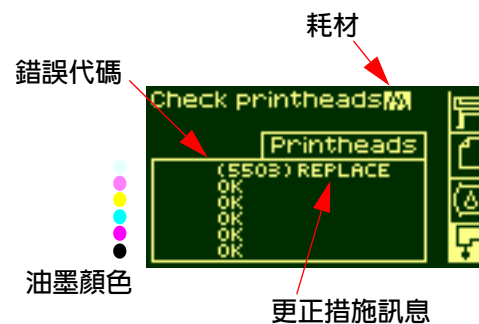 耗材
錯誤代碼
Check printheads
Printheads
(5503) REPLACE
OK
OK
OK
OK
OK
油墨顏色
更正措施訊息